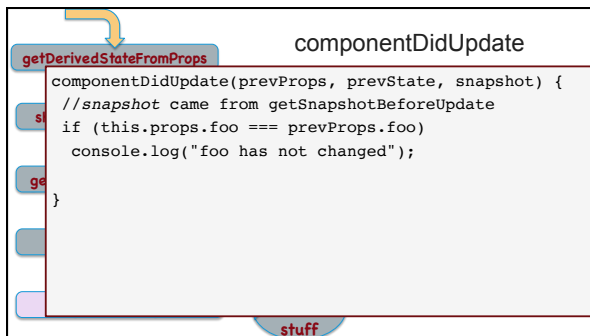 componentDidUpdate
getDerivedStateFromProps
componentDidUpdate(prevProps, prevState, snapshot) {
//snapshot came from getSnapshotBeforeUpdate
if (this.props.foo === prevProps.foo)
console.log("foo has not changed");
}
stuff